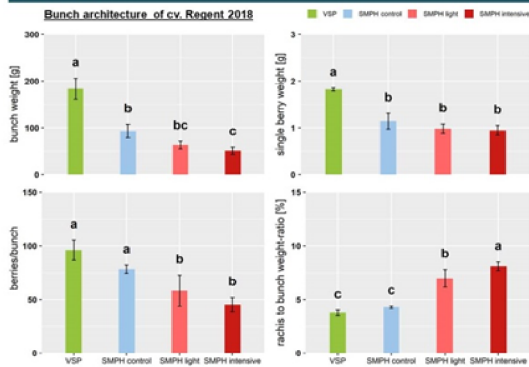 Bunch architecture of cv. Regent 2018
VSP SMPH control SMPH light SMPH intensive
bunch weight [g]
300
200
100
0
a
b
bc
c
single berry weight [g]
3
2
1
0
a
b
b
b
berries/bunch
150
100
50
0
a
a
b
b
VSP SMPH control SMPH light SMPH intensive
rachis to bunch weight-ratio [%]
15
10
5
0
c
c
b
a
VSP SMPH control SMPH light SMPH intensive